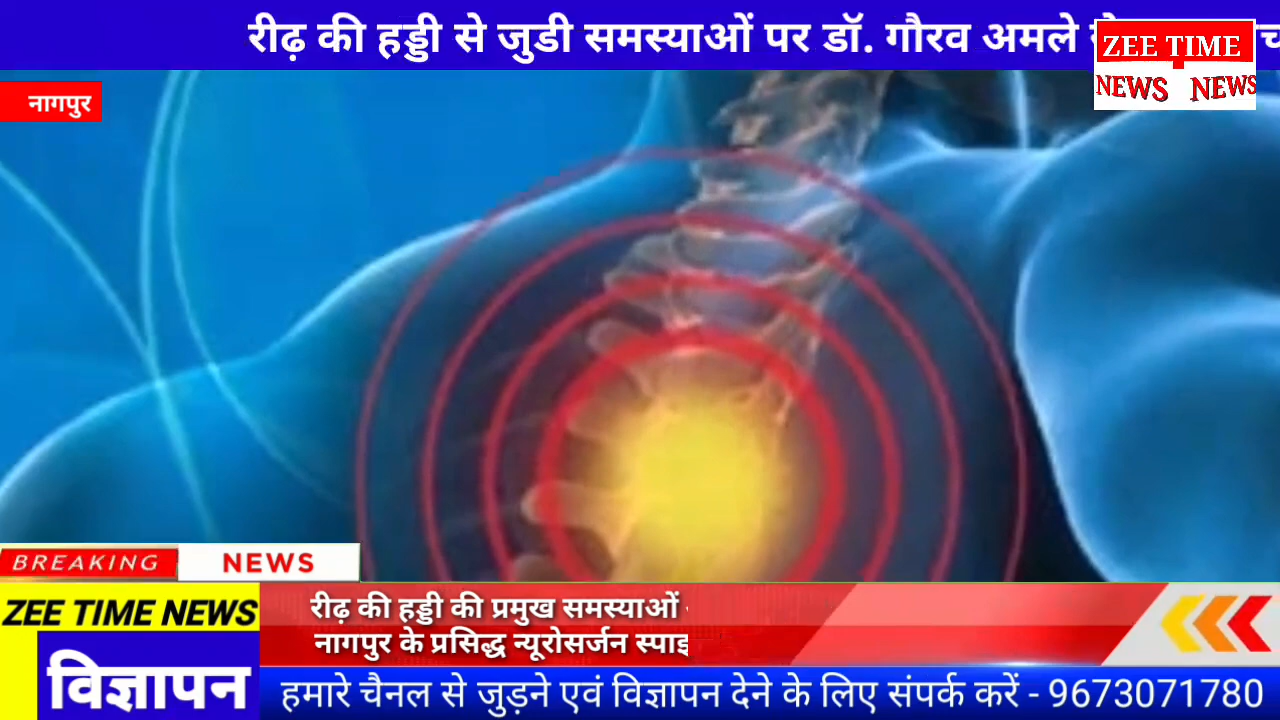 रीढ़ की हड्डी से जुडी समस्याओं पर डॉ. गौरव अमले
ZEE TIME
NEWS NEWS
नागपुर
BREAKING NEWS
ZEE TIME NEWS
रीढ़ की हड्डी की प्रमुख समस्याओं
नागपुर के प्रसिद्ध न्यूरोसर्जन
विज्ञापन
हमारे चैनल से जुड़ने एवं विज्ञापन देने के लिए संपर्क करें - 9673071780